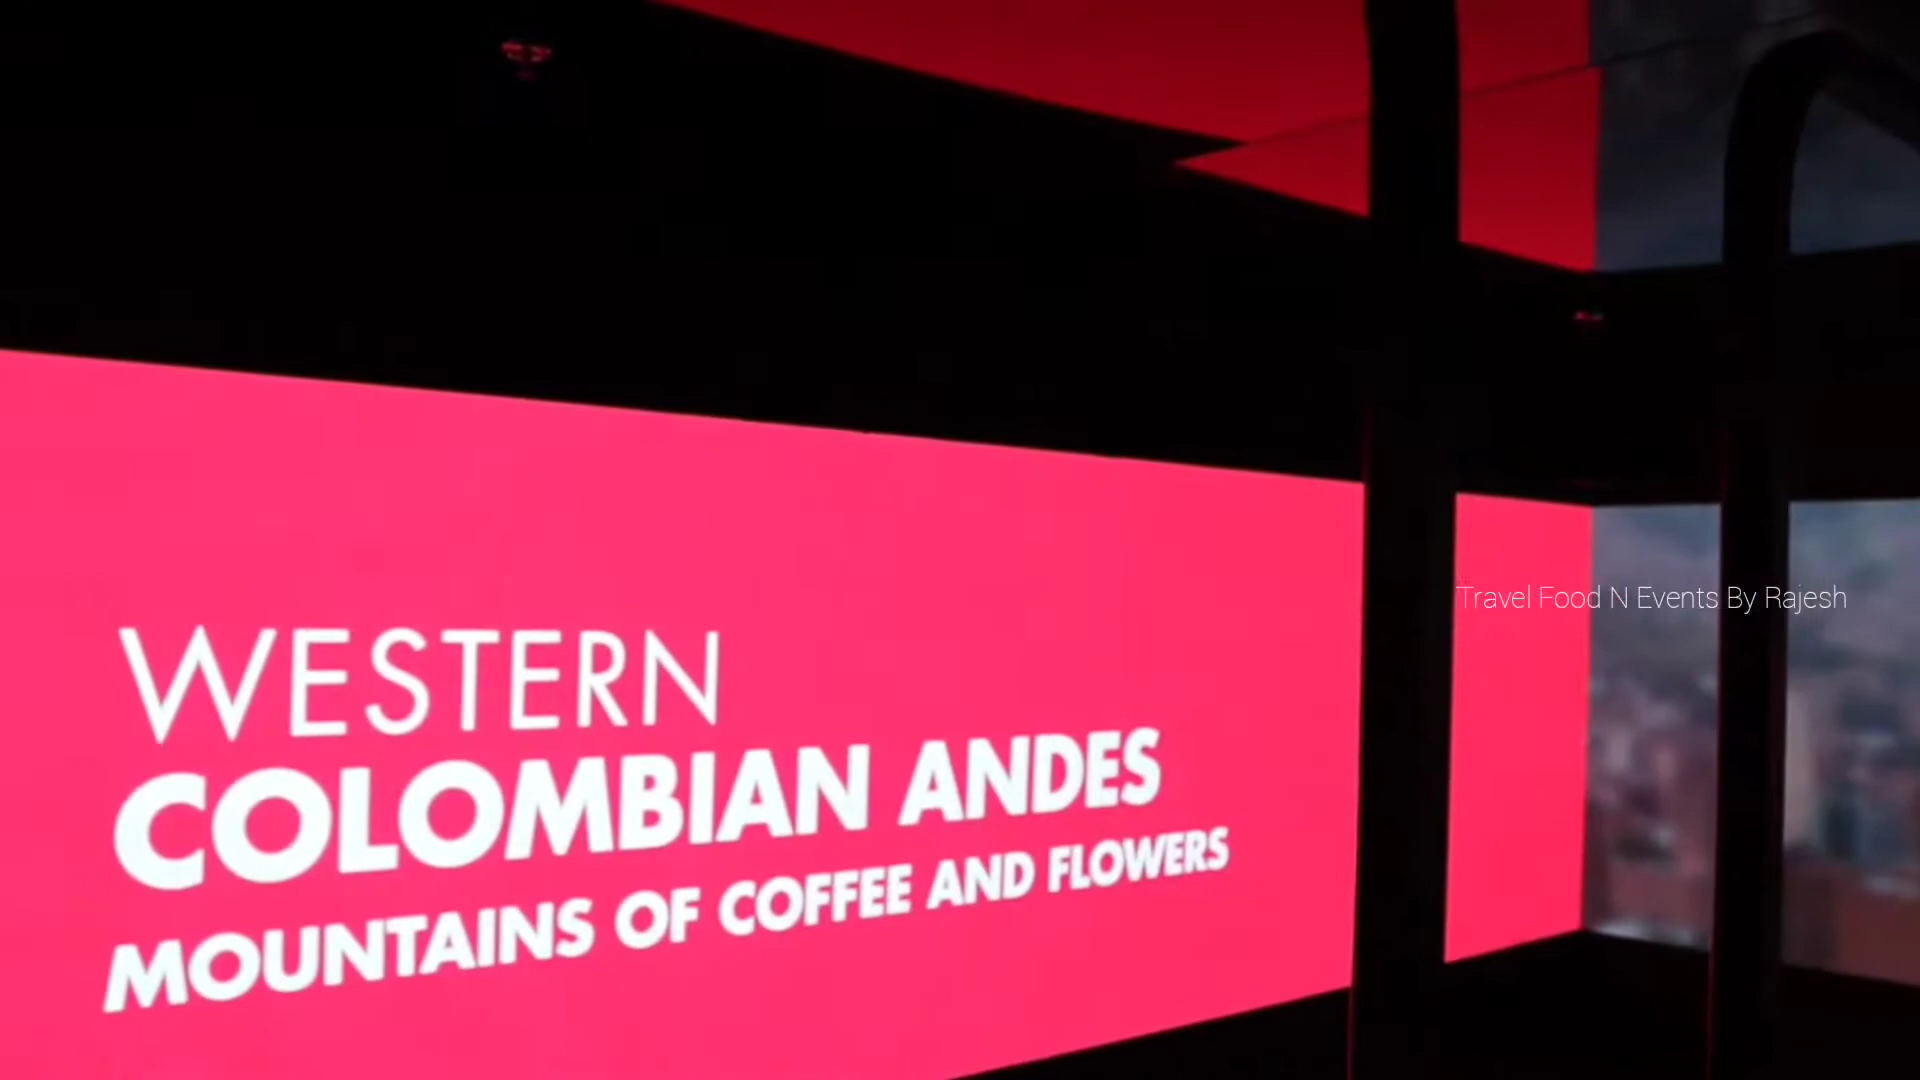 WESTERN
COLOMBIAN ANDES
MOUNTAINS OF COFFEE AND FLOWERS
Travel Food N Events By Rajesh